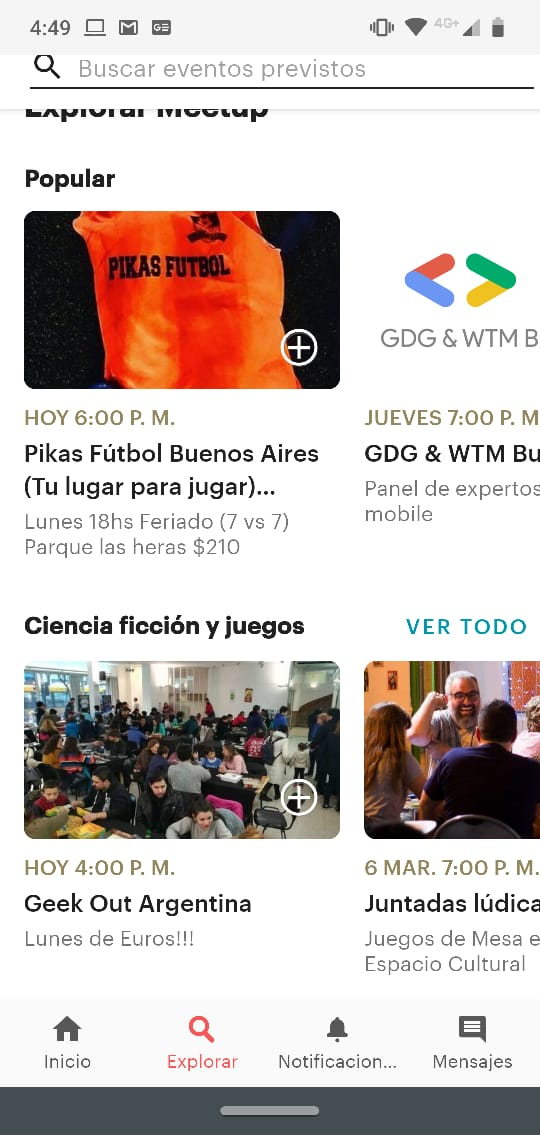 4:49
4G+
Buscar eventos previstos
Explorar Meetup
Popular
PIKAS FUTBOL
GDG & WTM B
HOY 6:00 P. M.
Pikas Fútbol Buenos Aires
(Tu lugar para jugar)...
Lunes 18hs Feriado (7 vs 7)
Parque las heras $210
JUEVES 7:00 P. M
GDG & WTM Bu
Panel de expertos
mobile
Ciencia ficción y juegos
VER TODO
HOY 4:00 P. M.
Geek Out Argentina
Lunes de Euros!!!
6 MAR. 7:00 P. M.
Juntadas lúdica
Juegos de Mesa e
Espacio Cultural
Inicio
Explorar
Notificacion...
Mensajes